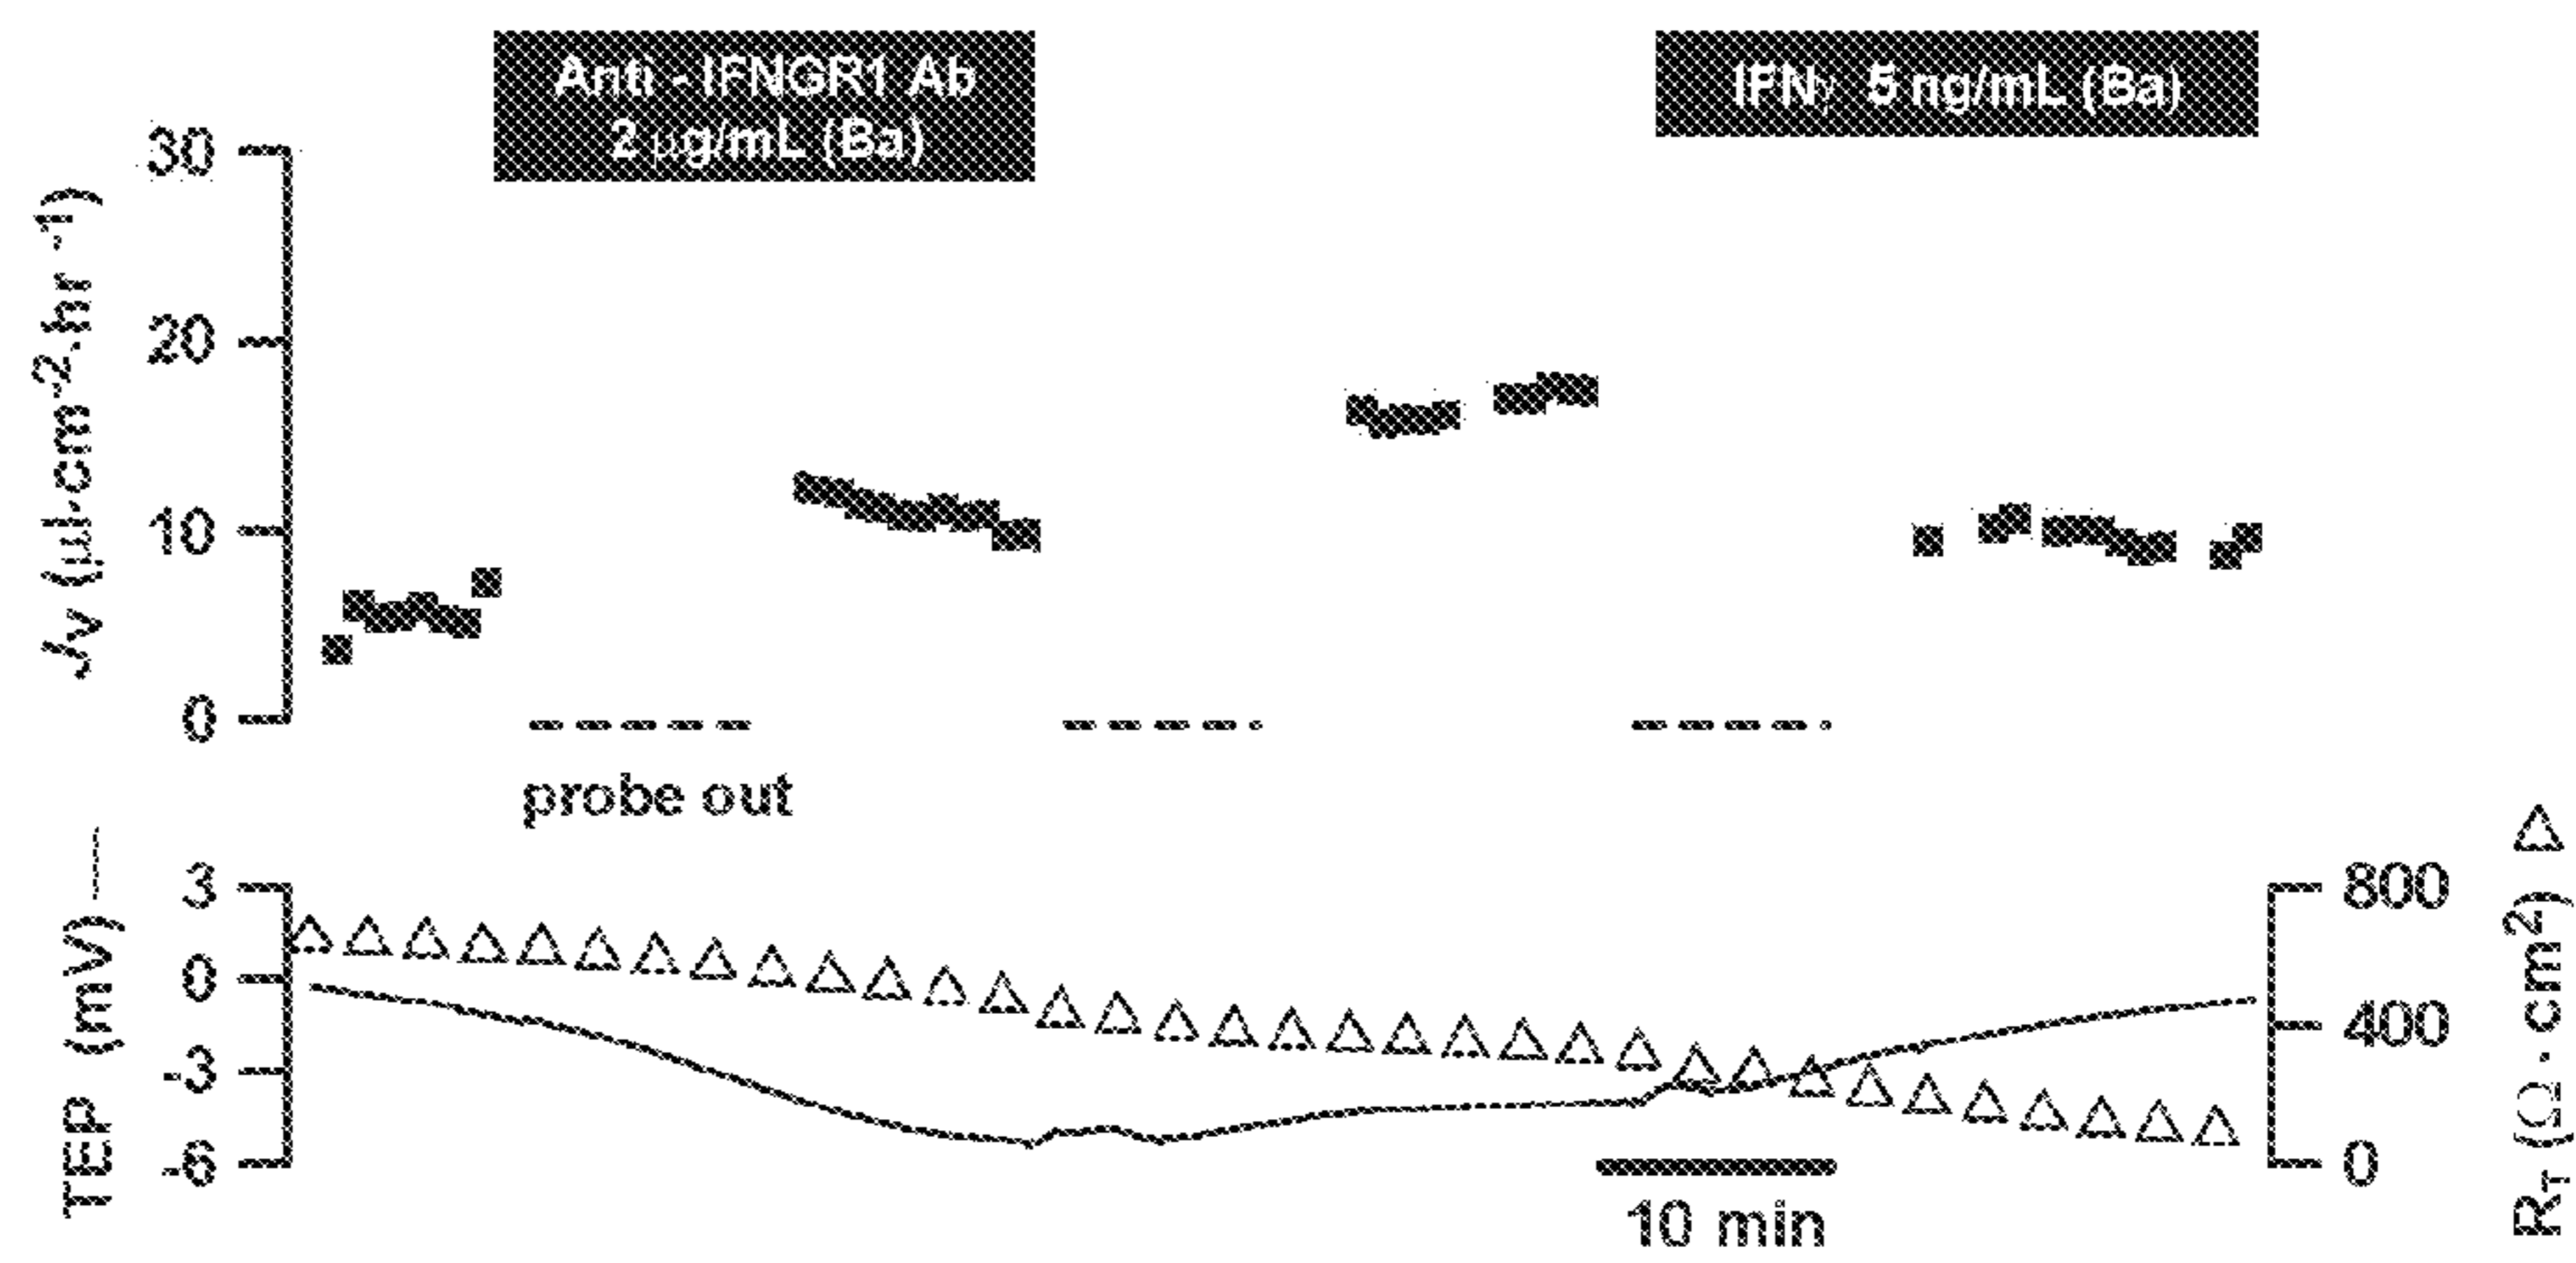 Anti - IFNGR1 Ab
2 μg/mL (Ba)
IFNγ 5 ng/mL (Ba)
Jv (μl·cm-2.hr -1)
30
20
10
0
probe out
TEP (mV)
3
0
-3
-6
10 min
800
400
0
RT (Ω · cm2) Δ